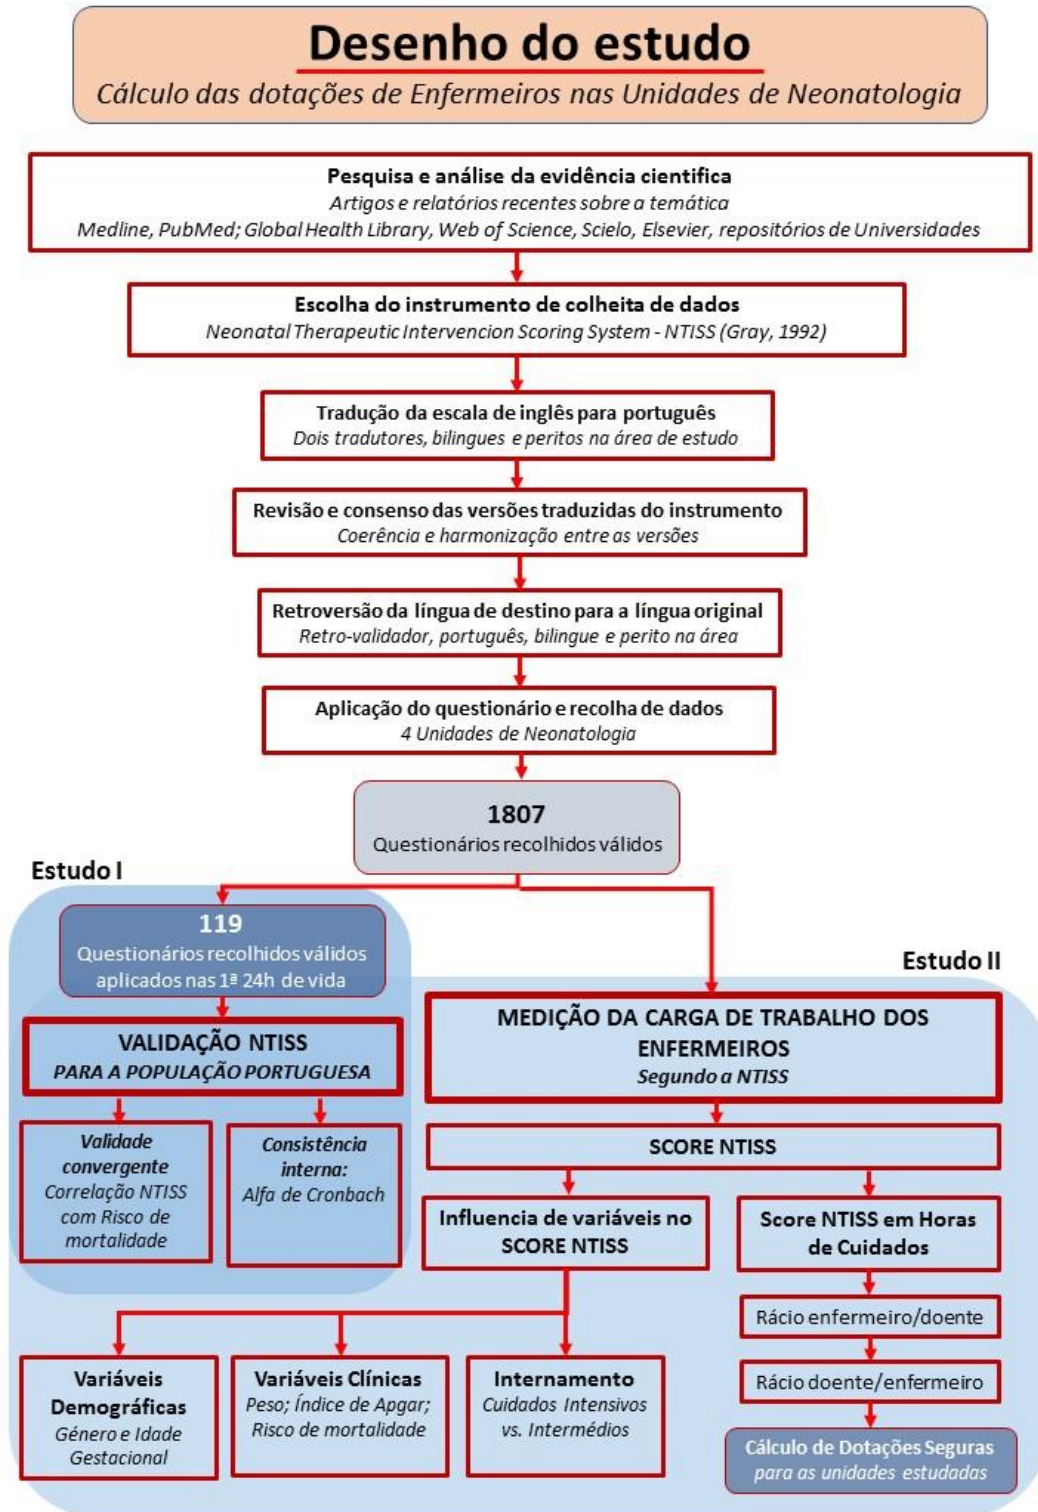 Desenho do estudo
Cálculo das dotações de Enfermeiros nas Unidades de Neonatologia
Pesquisa e análise da evidência cientifica
Artigos e relatórios recentes sobre a temática
Medline, PubMed; Global Health Library, Web of Science, Scielo, Elsevier, repositórios de Universidades
Escolha do instrumento de colheita de dados
Neonatal Therapeutic Intervencion Scoring System - NTISS (Gray, 1992)
Tradução da escala de inglês para português
Dois tradutores, bilingues e peritos na área de estudo
Revisão e consenso das versões traduzidas do instrumento
Coerência e harmonização entre as versões
Retroversão da língua de destino para a língua original
Retro-validador, português, bilingue e perito na área
Aplicação do questionário e recolha de dados
4 Unidades de Neonatologia
1807
Questionários recolhidos válidos
Estudo I
119
Questionários recolhidos válidos
aplicados nas 1ª 24h de vida
VALIDAÇÃO NTISS
PARA A POPULAÇÃO PORTUGUESA
Validade
convergente
Correlação NTISS
com Risco de
mortalidade
Consistência
interna:
Alfa de Cronbach
Estudo II
MEDIÇÃO DA CARGA DE TRABALHO DOS
ENFERMEIROS
Segundo a NTISS
SCORE NTISS
Influencia de variáveis no
SCORE NTISS
Score NTISS em Horas
de Cuidados
Rácio enfermeiro/doente
Rácio doente/enfermeiro
Cálculo de Dotações Seguras
para as unidades estudadas
Variáveis
Demográficas
Género e Idade
Gestacional
Variáveis Clínicas
Peso; Índice de Apgar;
Risco de mortalidade
Internamento
Cuidados Intensivos
vs. Intermédios